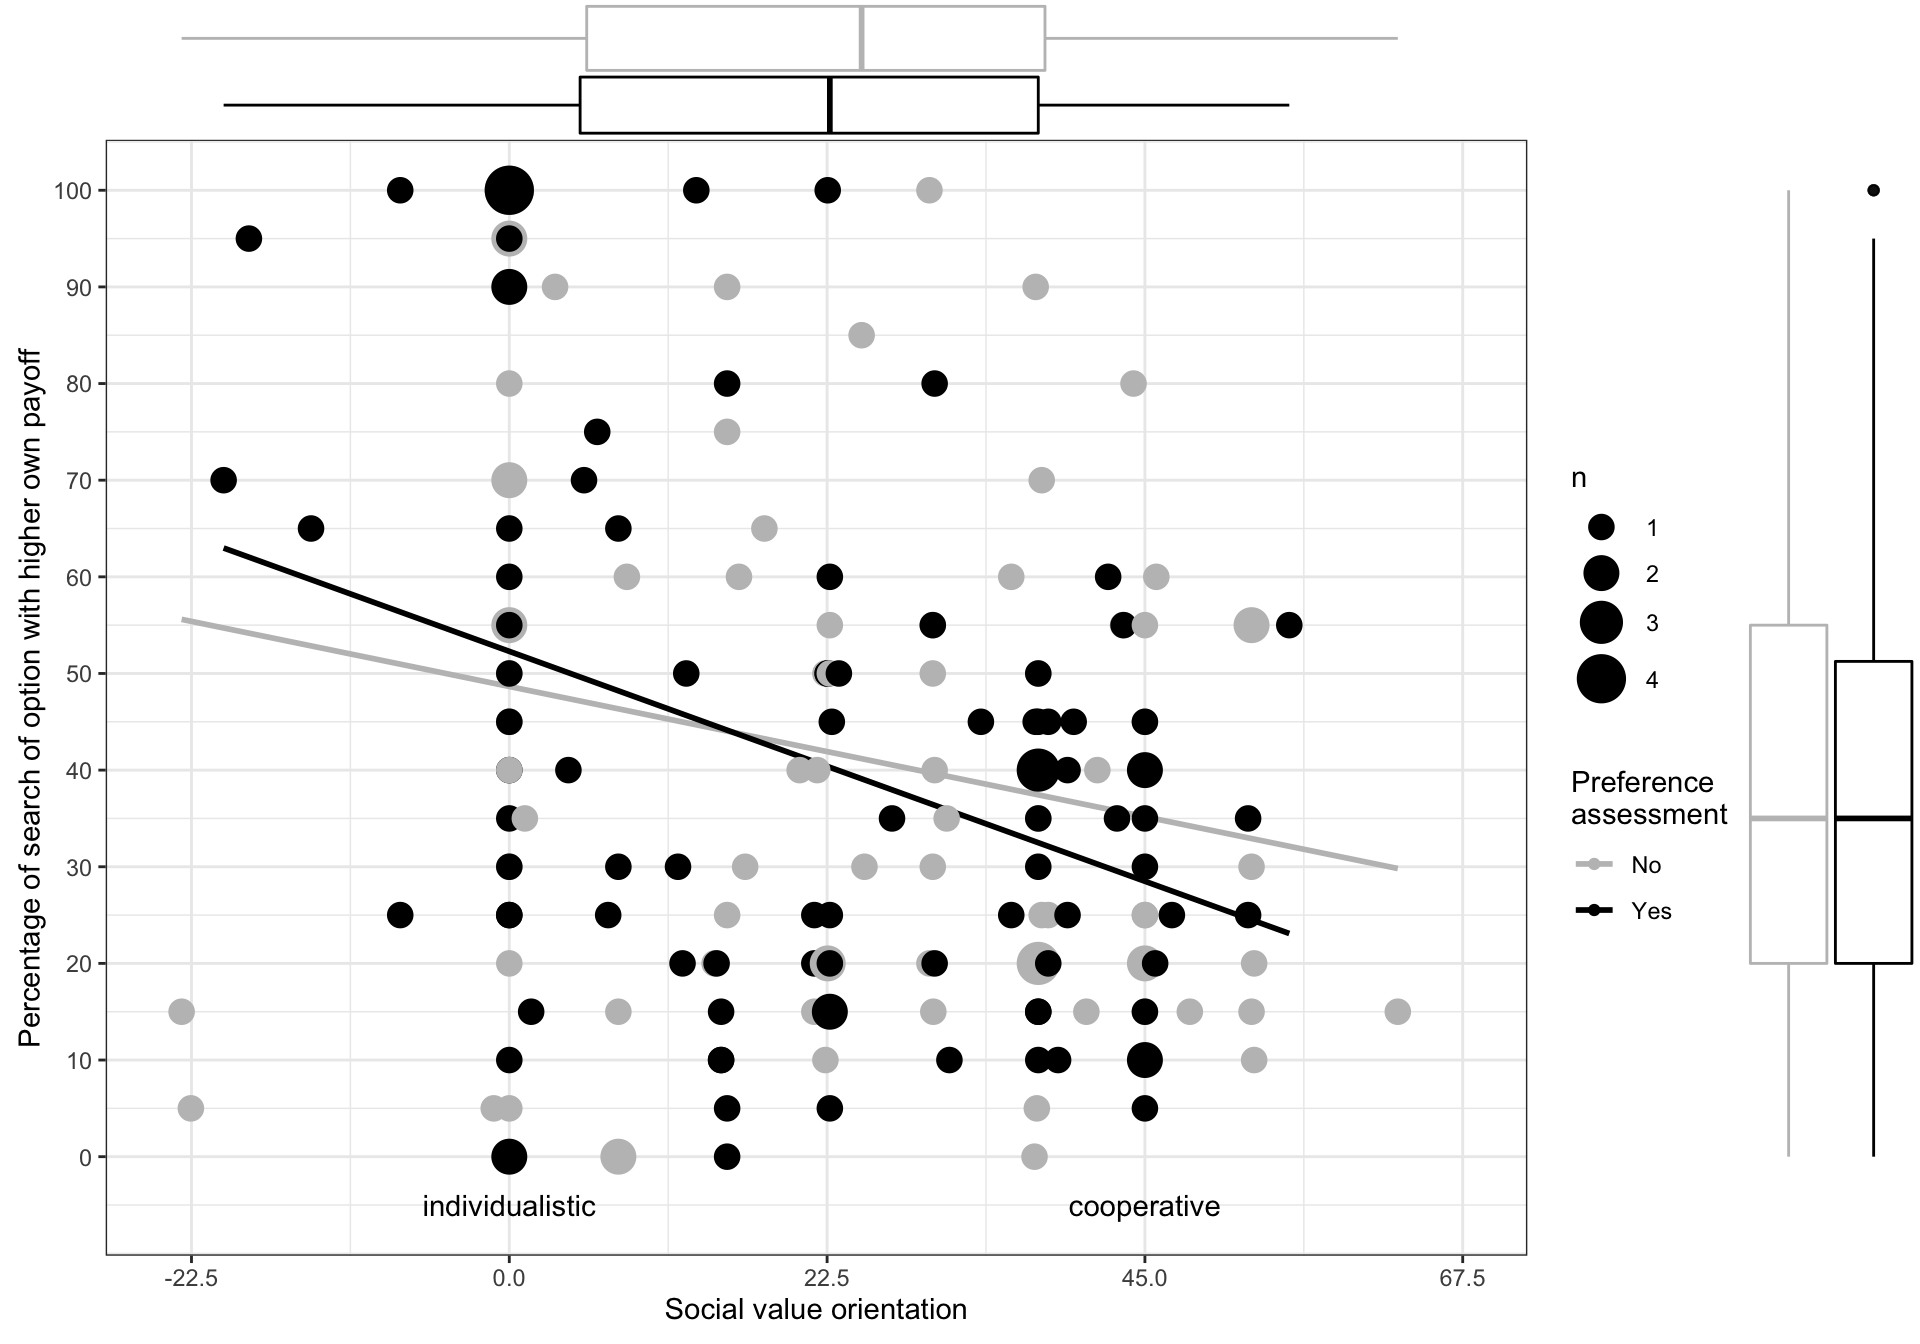 Percentage of search of option with higher own payoff
100
90
80
70
60
50
40
30
20
10
0
individualistic
cooperative
-22.5
0.0
22.5
45.0
67.5
Social value orientation
n
1
2
3
4
Preference
assessment
No
Yes